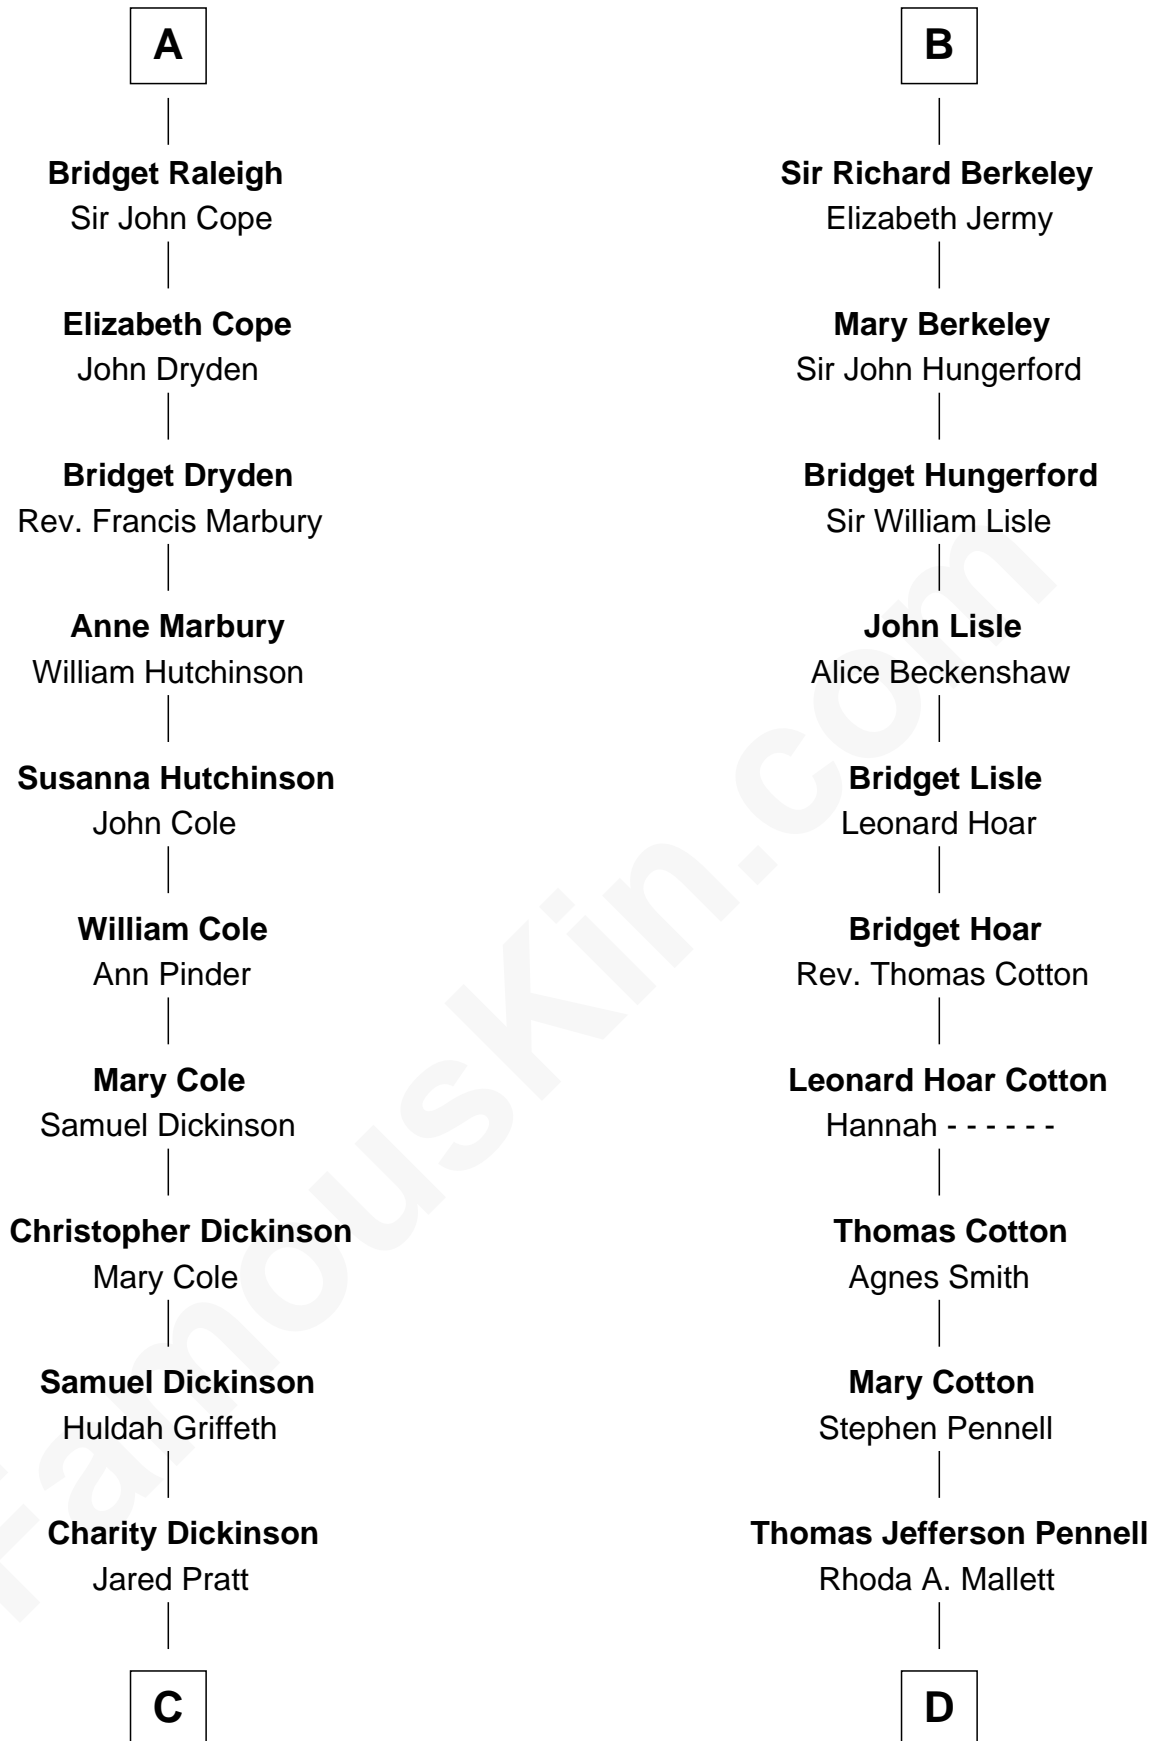 A
Bridget Raleigh
Sir John Cope
Elizabeth Cope
John Dryden
Bridget Dryden
Rev. Francis Marbury
Anne Marbury
William Hutchinson
Susanna Hutchinson
John Cole
William Cole
Ann Pinder
Mary Cole
Samuel Dickinson
Christopher Dickinson
Mary Cole
Samuel Dickinson
Huldah Griffeth
Charity Dickinson
Jared Pratt
C
B
Sir Richard Berkeley
Elizabeth Jermy
Mary Berkeley
Sir John Hungerford
Bridget Hungerford
Sir William Lisle
John Lisle
Alice Beckenshaw
Bridget Lisle
Leonard Hoar
Bridget Hoar
Rev. Thomas Cotton
Leonard Hoar Cotton
Hannah - - - - - -
Thomas Cotton
Agnes Smith
Mary Cotton
Stephen Pennell
Thomas Jefferson Pennell
Rhoda A. Mallett
D
FamousKin.com